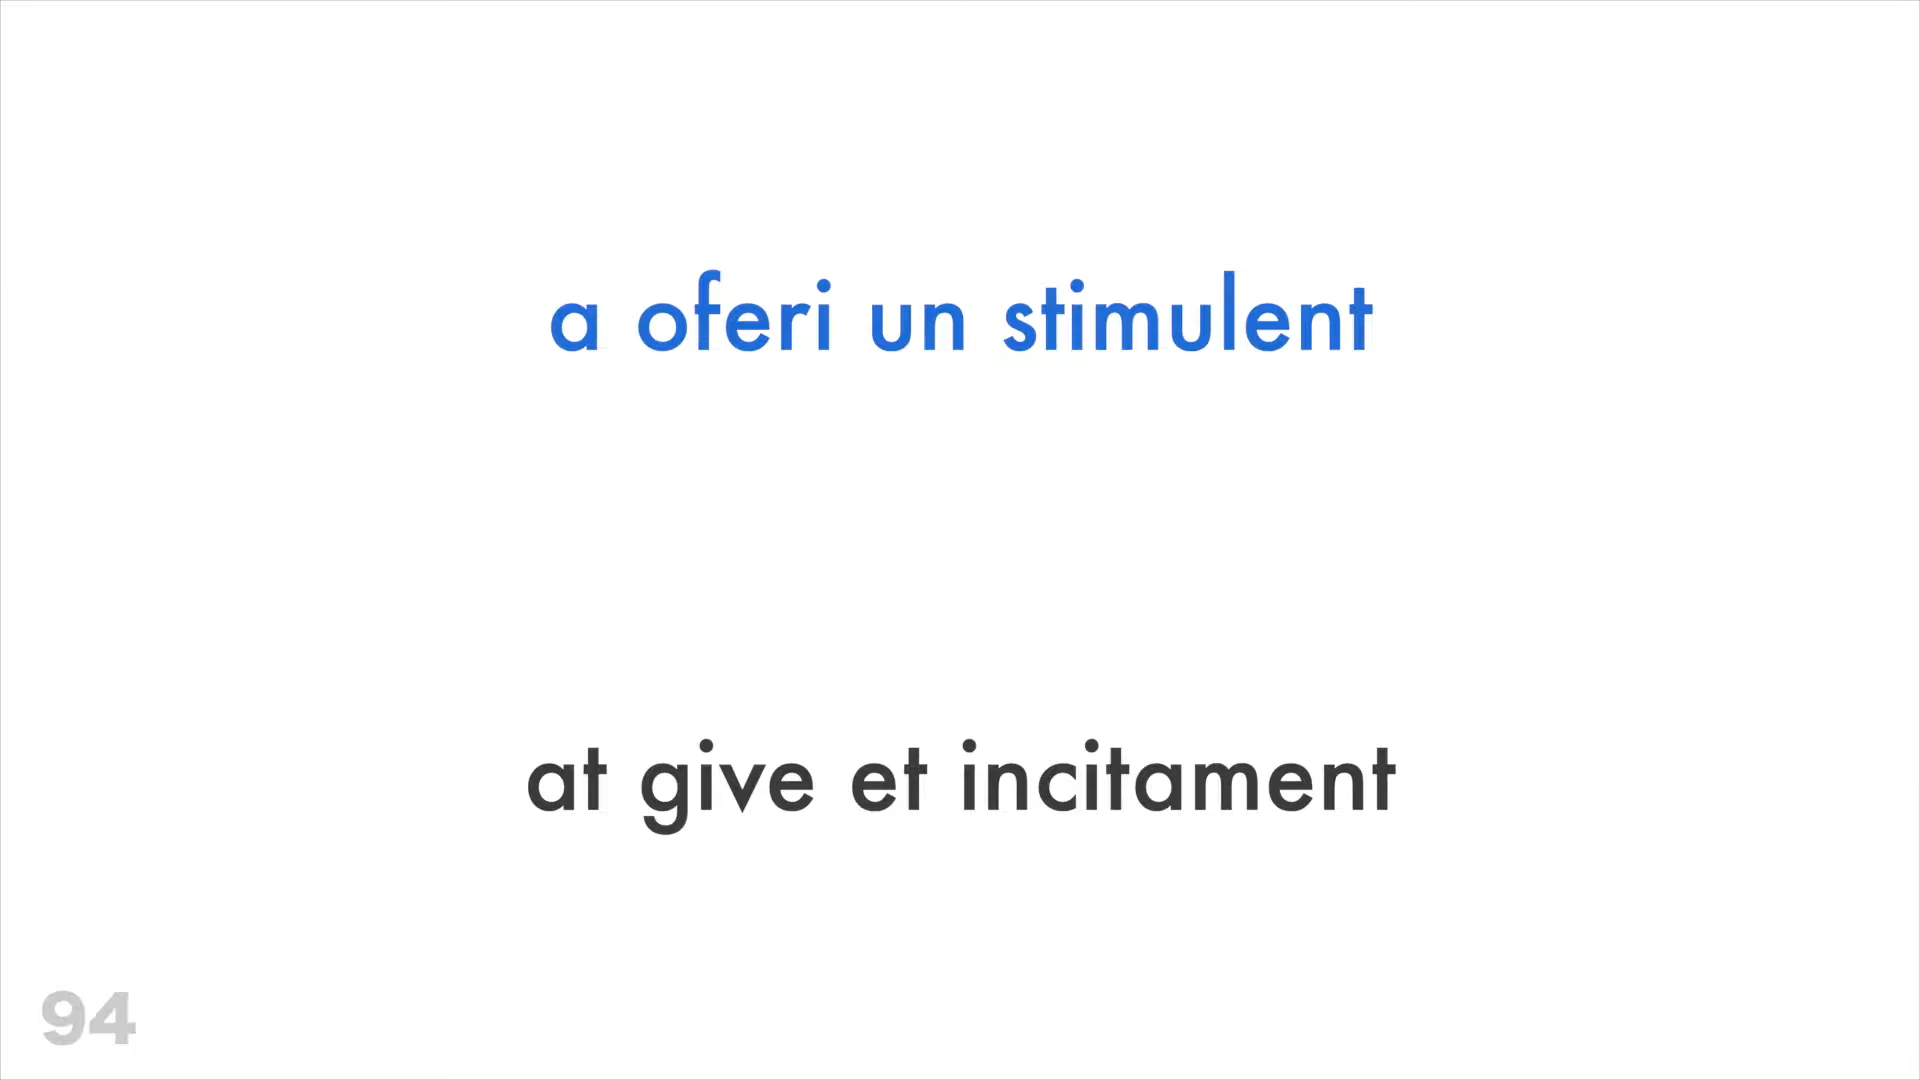 a oferi un stimulent
at give et incitament
94